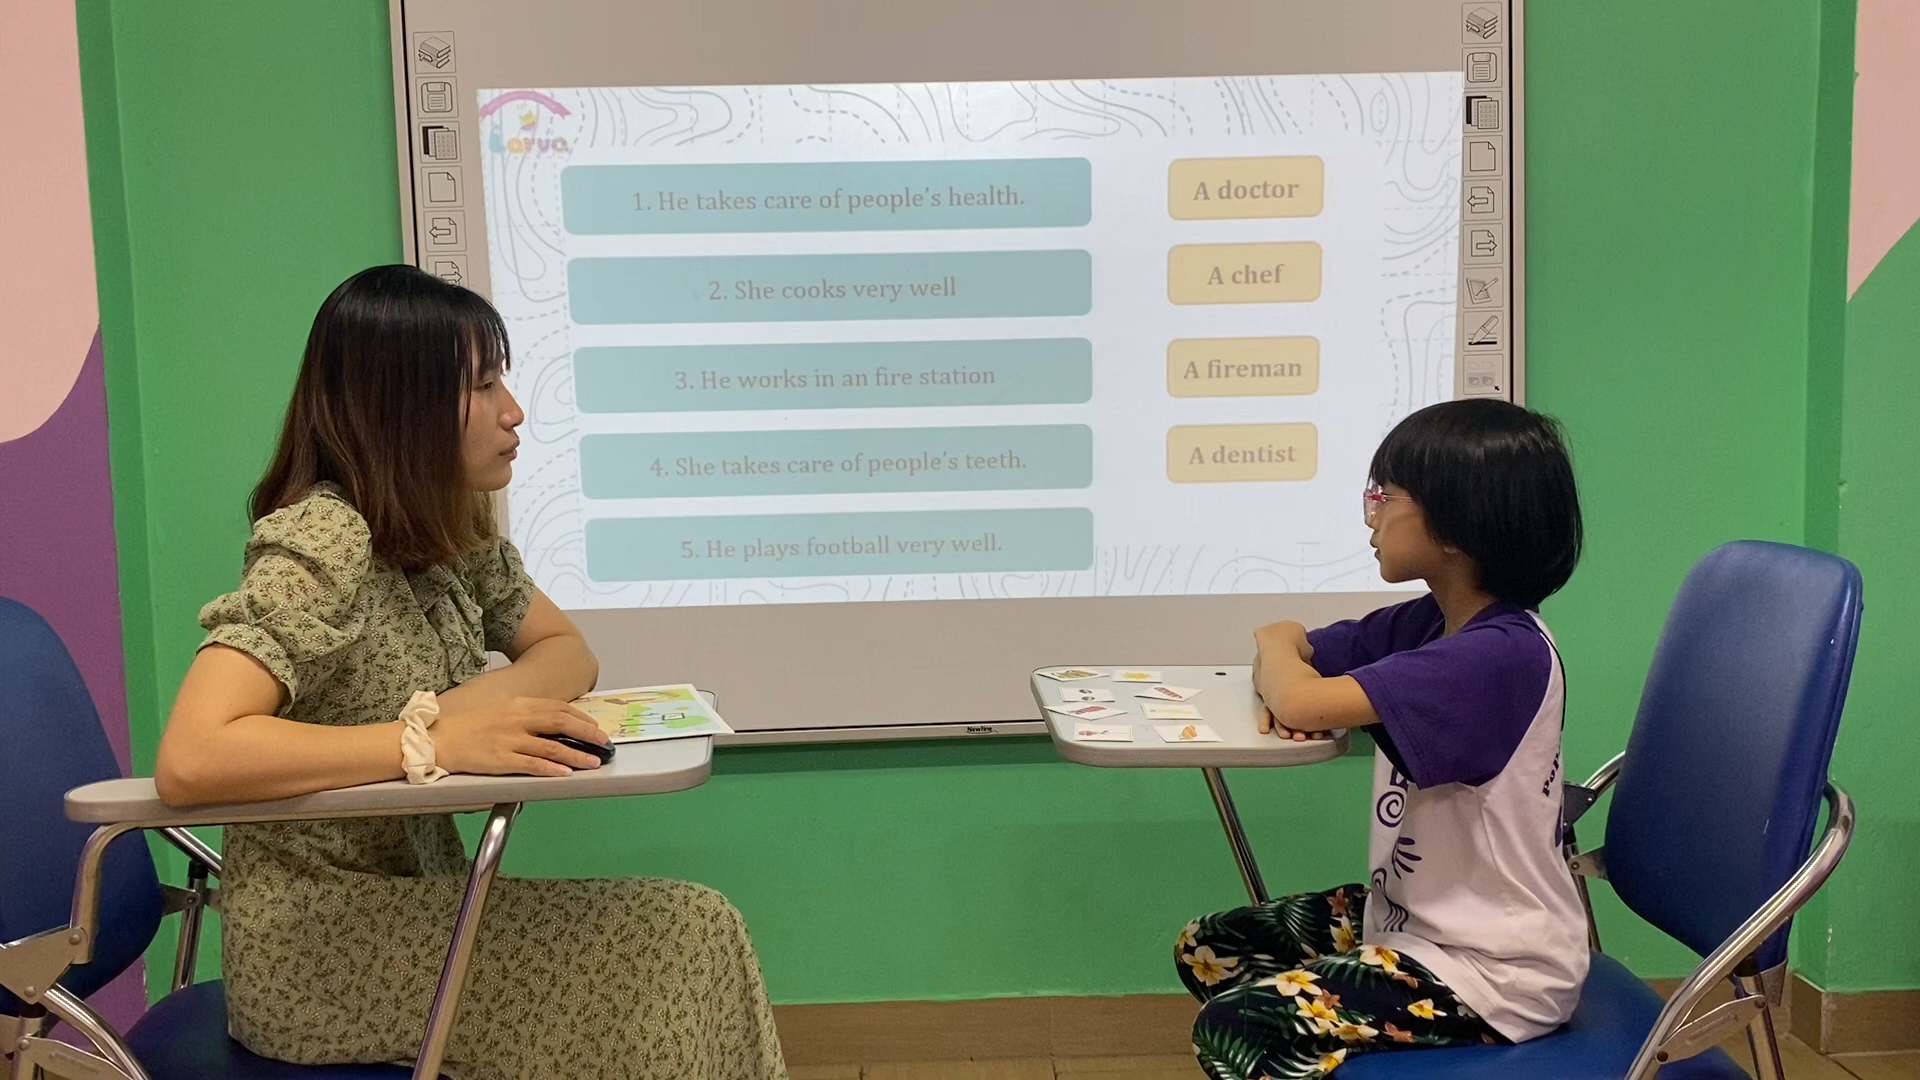 Larva
1. He takes care of people's health.
A doctor
2. She cooks very well
A chef
3. He works in an fire station
A fireman
4. She takes care of people's teeth.
A dentist
5. He plays football very well.
Newline